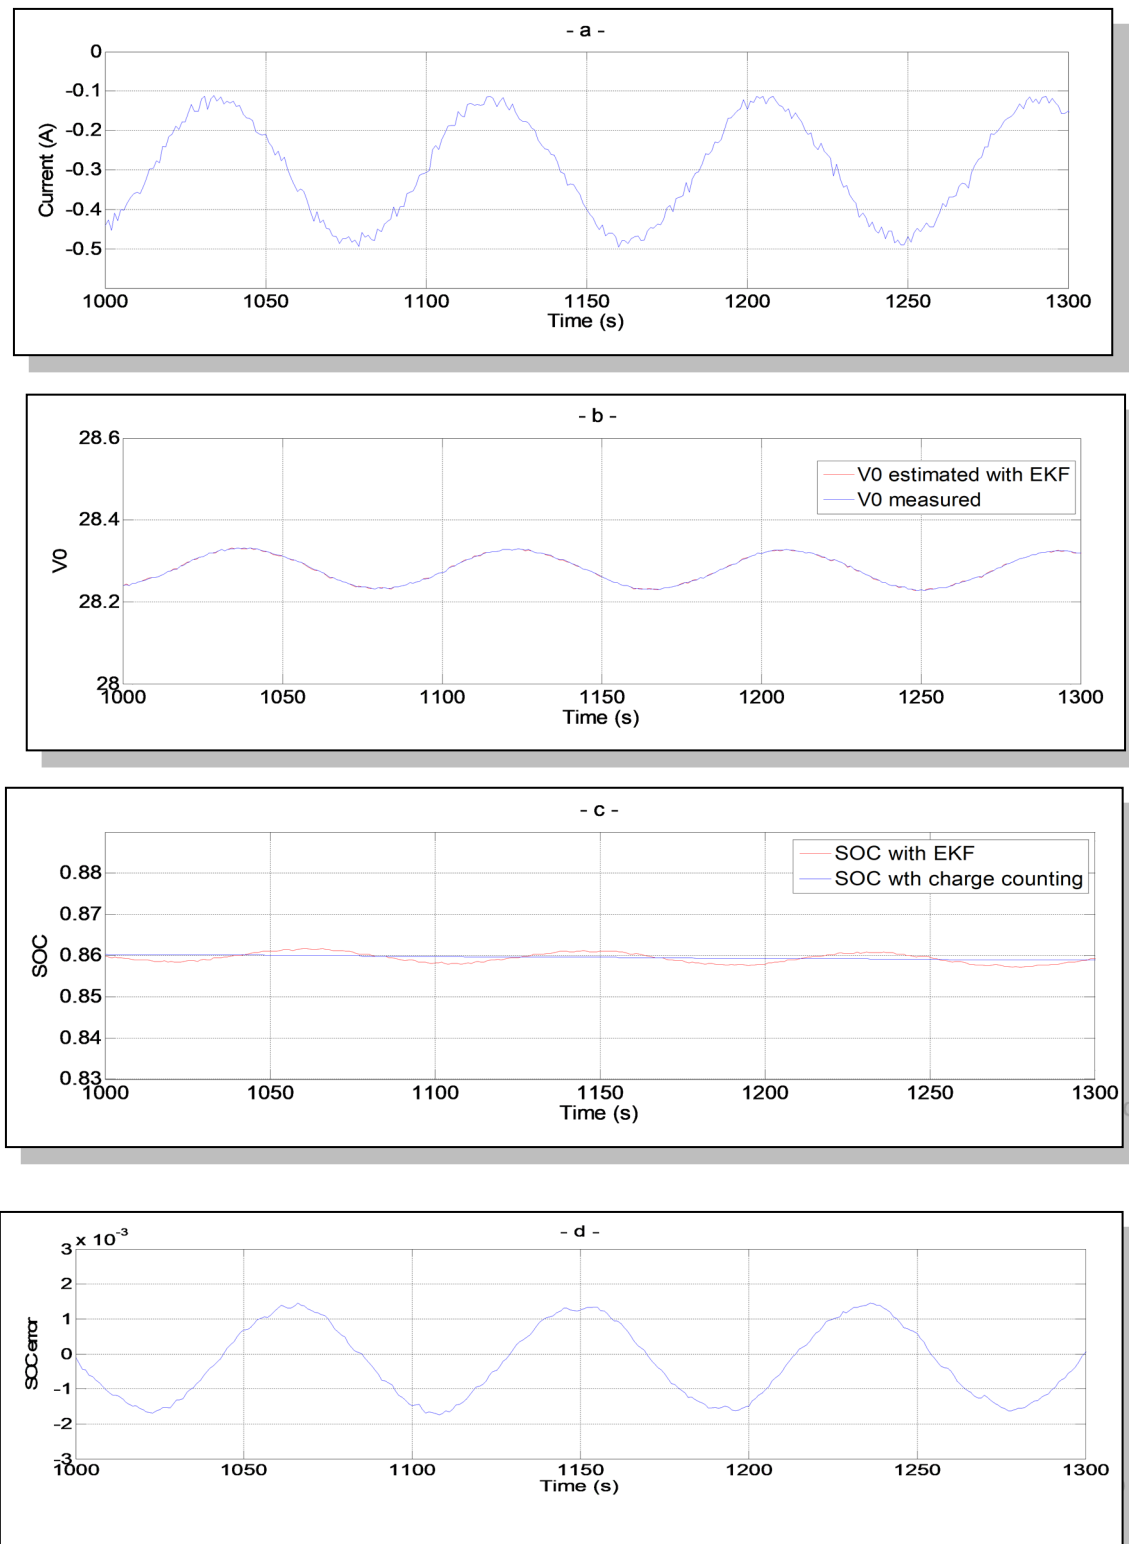 - a -
0
-0.1
-0.2
-0.3
-0.4
-0.5
Current (A)
1000 1050 1100 1150 1200 1250 1300
Time (s)
- b -
28.6
28.4
28.2
28
V0
V0 estimated with EKF
V0 measured
1000 1050 1100 1150 1200 1250 1300
Time (s)
- c -
0.88
0.87
0.86
0.85
0.84
0.83
SOC
SOC with EKF
SOC wth charge counting
1000 1050 1100 1150 1200 1250 1300
Time (s)
- d -
x 10-3
3
2
1
0
-1
-2
-3
SOC error
1000 1050 1100 1150 1200 1250 1300
Time (s)